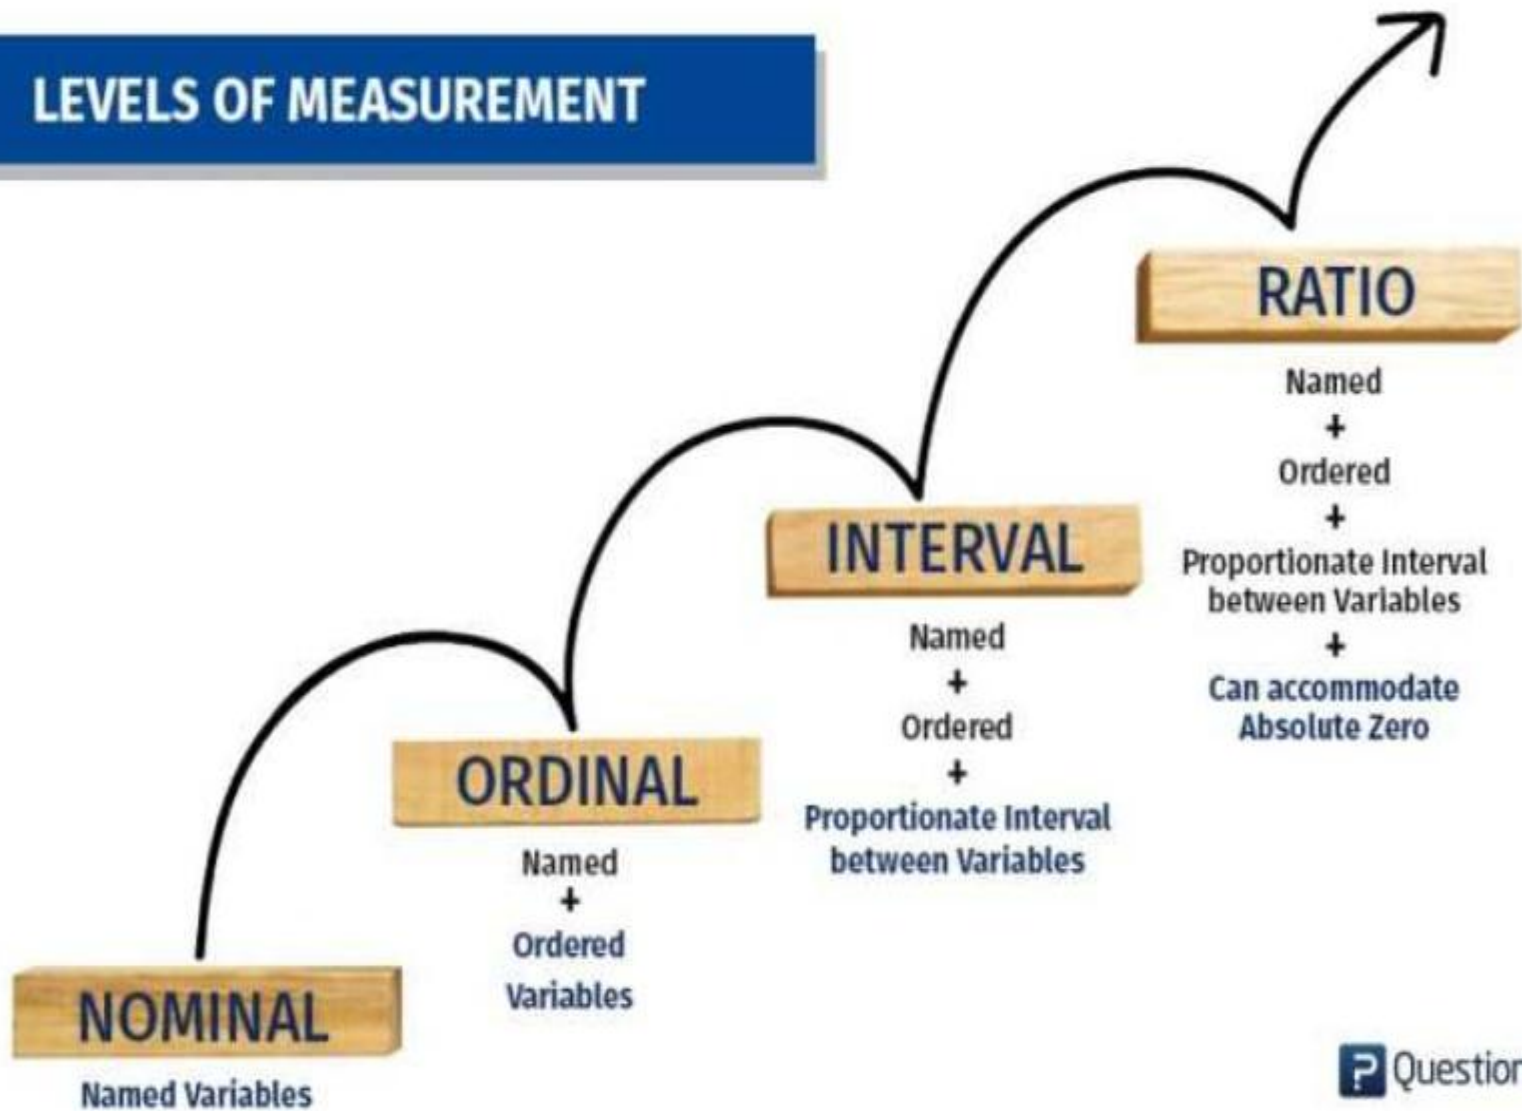 LEVELS OF MEASUREMENT
RATIO
Named
+
Ordered
+
Proportionate Interval
between Variables
+
Can accommodate
Absolute Zero
INTERVAL
Named
+
Ordered
+
Proportionate Interval
between Variables
ORDINAL
Named
+
Ordered
Variables
NOMINAL
Named Variables
? Question